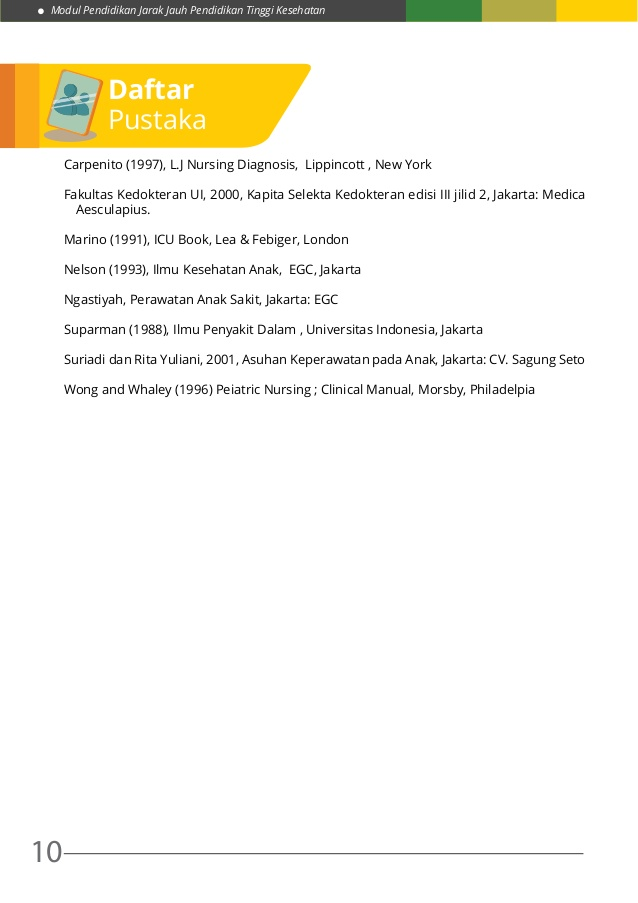 ● Modul Pendidikan Jarak Jauh Pendidikan Tinggi Kesehatan
Daftar
Pustaka
Carpenito (1997), L.J Nursing Diagnosis, Lippincott , New York
Fakultas Kedokteran UI, 2000, Kapita Selekta Kedokteran edisi III jilid 2, Jakarta: Medica
Aesculapius.
Marino (1991), ICU Book, Lea & Febiger, London
Nelson (1993), Ilmu Kesehatan Anak, EGC, Jakarta
Ngastiyah, Perawatan Anak Sakit, Jakarta: EGC
Suparman (1988), Ilmu Penyakit Dalam , Universitas Indonesia, Jakarta
Suriadi dan Rita Yuliani, 2001, Asuhan Keperawatan pada Anak, Jakarta: CV. Sagung Seto
Wong and Whaley (1996) Peiatric Nursing ; Clinical Manual, Morsby, Philadelpia
10